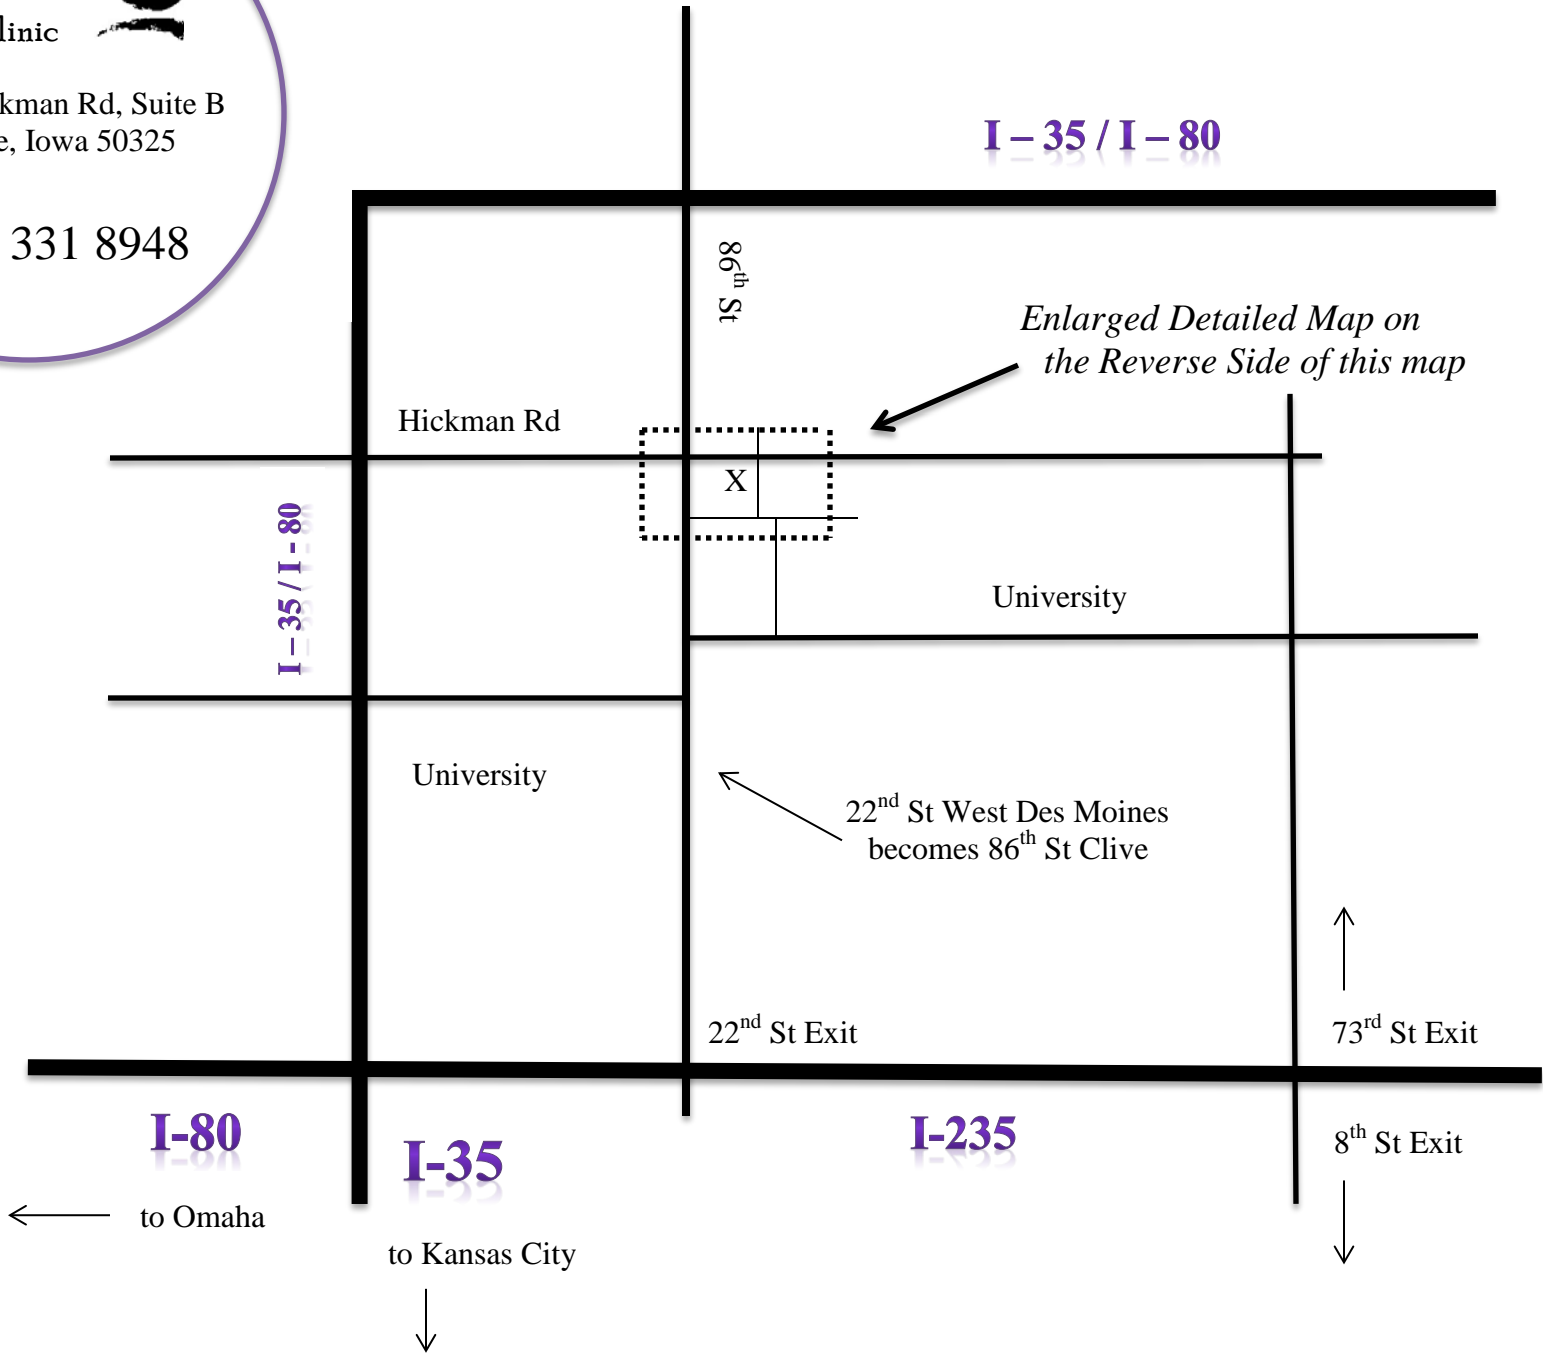 linic
kman Rd, Suite B
e, Iowa 50325
331 8948
I – 35 / I – 80
86th St
Enlarged Detailed Map on
the Reverse Side of this map
Hickman Rd
X
I – 35 / I - 80
University
University
22nd St West Des Moines
becomes 86th St Clive
22nd St Exit
73rd St Exit
I-80
I-35
I-235
8th St Exit
to Omaha
to Kansas City